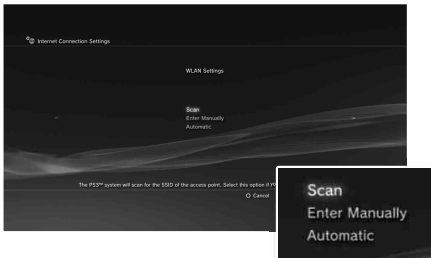 Internet Connection Settings
WLAN Settings
Scan
Enter Manually
Automatic
The PS3™ system will scan for the SSID of the access point. Select this option if yo
Cancel
Scan
Enter Manually
Automatic